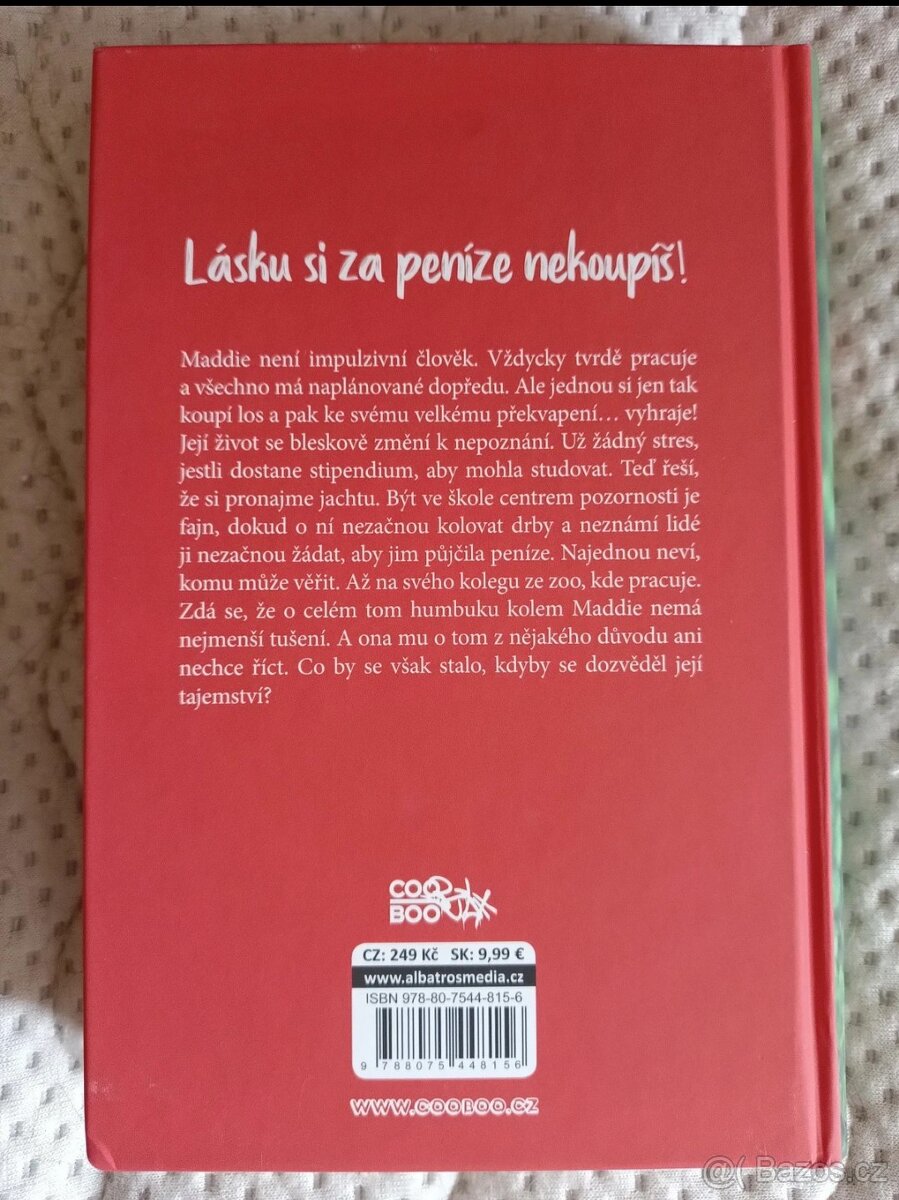 Lásku si za peníze nekoupíš!
Maddie není impulzivní člověk. Vždycky tvrdě pracuje
a všechno má naplánované dopředu. Ale jednou si jen tak
koupí los a pak ke svému velkému překvapení… vyhraje!
Její život se bleskově změní k nepoznání. Už žádný stres,
jestli dostane stipendium, aby mohla studovat. Teď řeší,
že si pronajme jachtu. Být ve škole centrem pozornosti je
fajn, dokud o ní nezačnou kolovat drby a neznámí lidé
ji nezačnou žádat, aby jim půjčila peníze. Najednou neví,
komu může věřit. Až na svého kolegu ze zoo, kde pracuje.
Zdá se, že o celém tom humbuku kolem Maddie nemá
nejmenší tušení. A ona mu o tom z nějakého důvodu ani
nechce říct. Co by se však stalo, kdyby se dozvěděl její
tajemství?
COO
BOO
CZ: 249 Kč SK: 9,99 €
www.albatrosmedia.cz
ISBN 978-80-7544-815-6
9 788075 448156
WWW.COOBOO.CZ
@( Bazos.cz